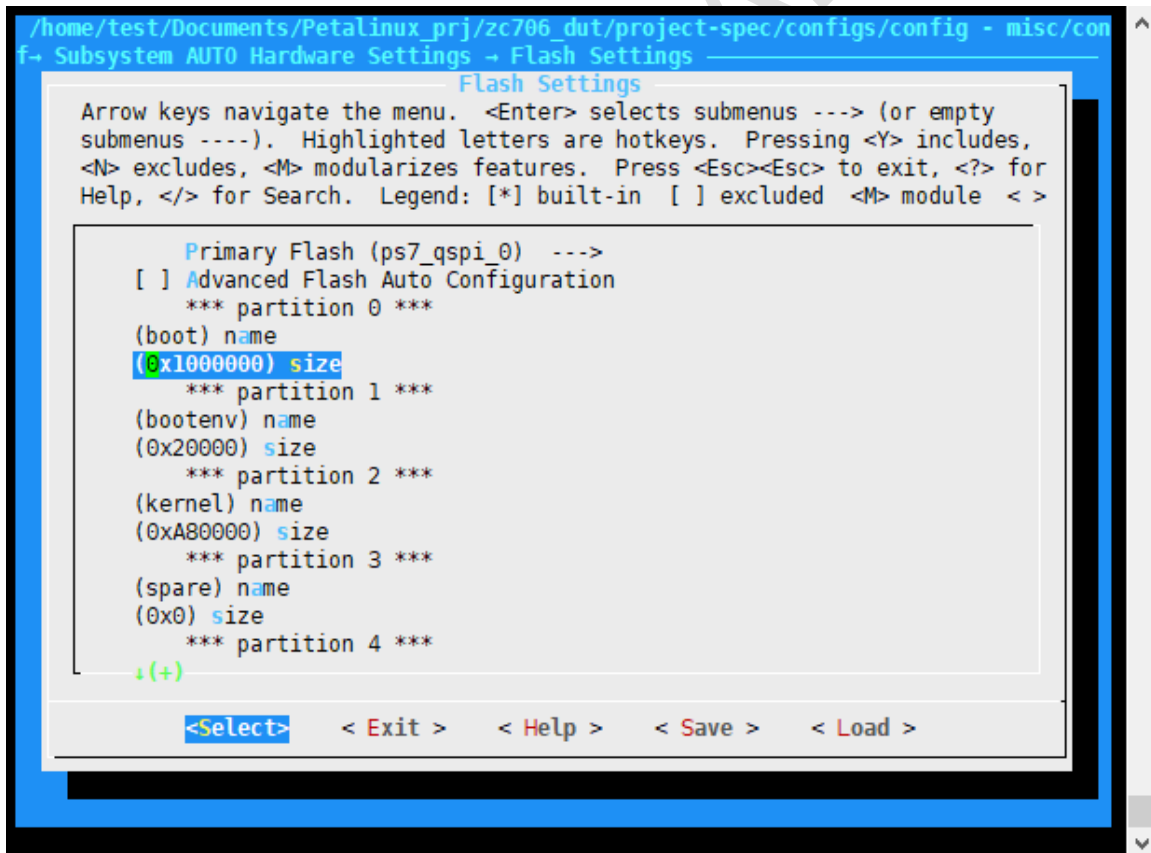 /home/test/Documents/Petalinux_prj/zc706_dut/project-spec/configs/config - misc/con
f→ Subsystem AUTO Hardware Settings → Flash Settings
Flash Settings
Arrow keys navigate the menu.  <Enter> selects submenus ---> (or empty
submenus ----).  Highlighted letters are hotkeys.  Pressing <Y> includes,
<N> excludes, <M> modularizes features.  Press <Esc><Esc> to exit, <?> for
Help, </> for Search.  Legend: [*] built-in  [ ] excluded  <M> module  < >
Primary Flash (ps7_qspi_0)  --->
[ ] Advanced Flash Auto Configuration
*** partition 0 ***
(boot) name
(0x1000000) size
*** partition 1 ***
(bootenv) name
(0x20000) size
*** partition 2 ***
(kernel) name
(0xA80000) size
*** partition 3 ***
(spare) name
(0x0) size
*** partition 4 ***
↓(+)
<Select>    < Exit >    < Help >    < Save >    < Load >